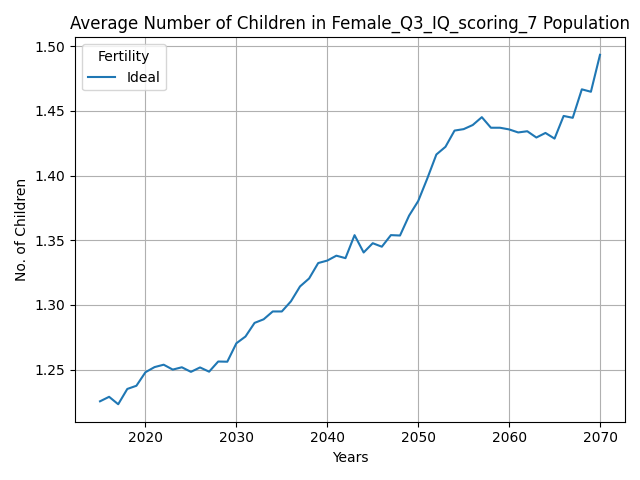 Average Number of Children in Female_Q3_IQ_scoring_7 Population
Fertility
Ideal
No. of Children
1.50
1.45
1.40
1.35
1.30
1.25
2020 2030 2040 2050 2060 2070
Years